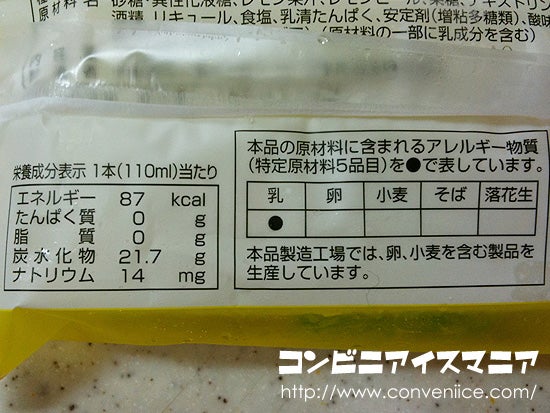 原材料名 砂糖・異性化液糖、レモン果汁、レモンピール、果糖、デキストリン
酒精、リキュール、食塩、乳清たんぱく、安定剤(増粘多糖類)、酸味
(原材料の一部に乳成分を含む)
栄養成分表示 1本(110ml)当たり
エネルギー 87 kcal
たんぱく質 0 g
脂質 0 g
炭水化物 21.7 g
ナトリウム 14 mg
本品の原材料に含まれるアレルギー物質
(特定原材料5品目)を●で表しています。
乳 卵 小麦 そば 落花生
●
本品製造工場では、卵、小麦を含む製品を
生産しています。
コンビニアイスマニア
http://www.conveniice.com/